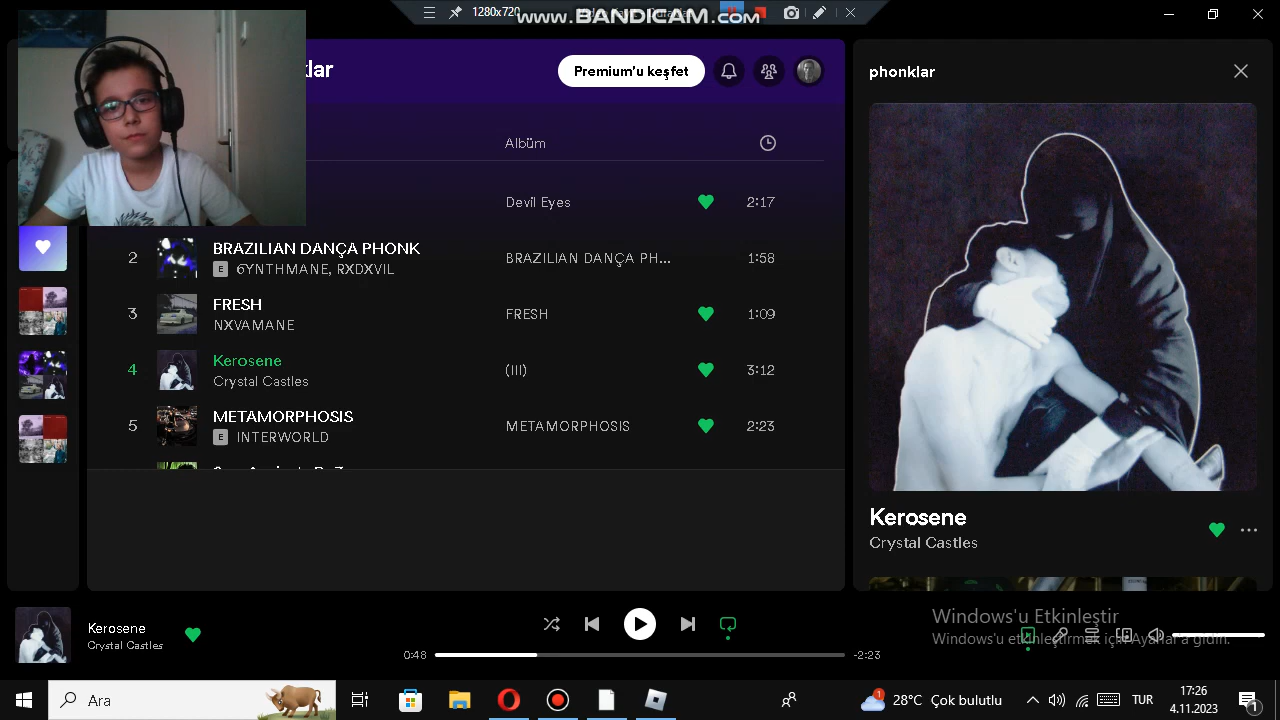 1280x720
www.BANDICAM.com
klar
Premium'u keşfet
phonklar
Albüm
Devil Eyes
2:17
2
BRAZILIAN DANÇA PHONK
E 6YNTHMANE, RXDXVIL
BRAZILIAN DANÇA PH...
1:58
3
FRESH
NXVAMANE
FRESH
1:09
4
Kerosene
Crystal Castles
(III)
3:12
5
METAMORPHOSIS
E INTERWORLD
METAMORPHOSIS
2:23
Kerosene
Crystal Castles
Kerosene
Crystal Castles
0:48
-2:23
Windows'u Etkinleştir
Windows'u etkinleştirmek için Ayarlar'a gidin.
Ara
1
28°C Çok bulutlu
TUR
17:26
4.11.2023
1